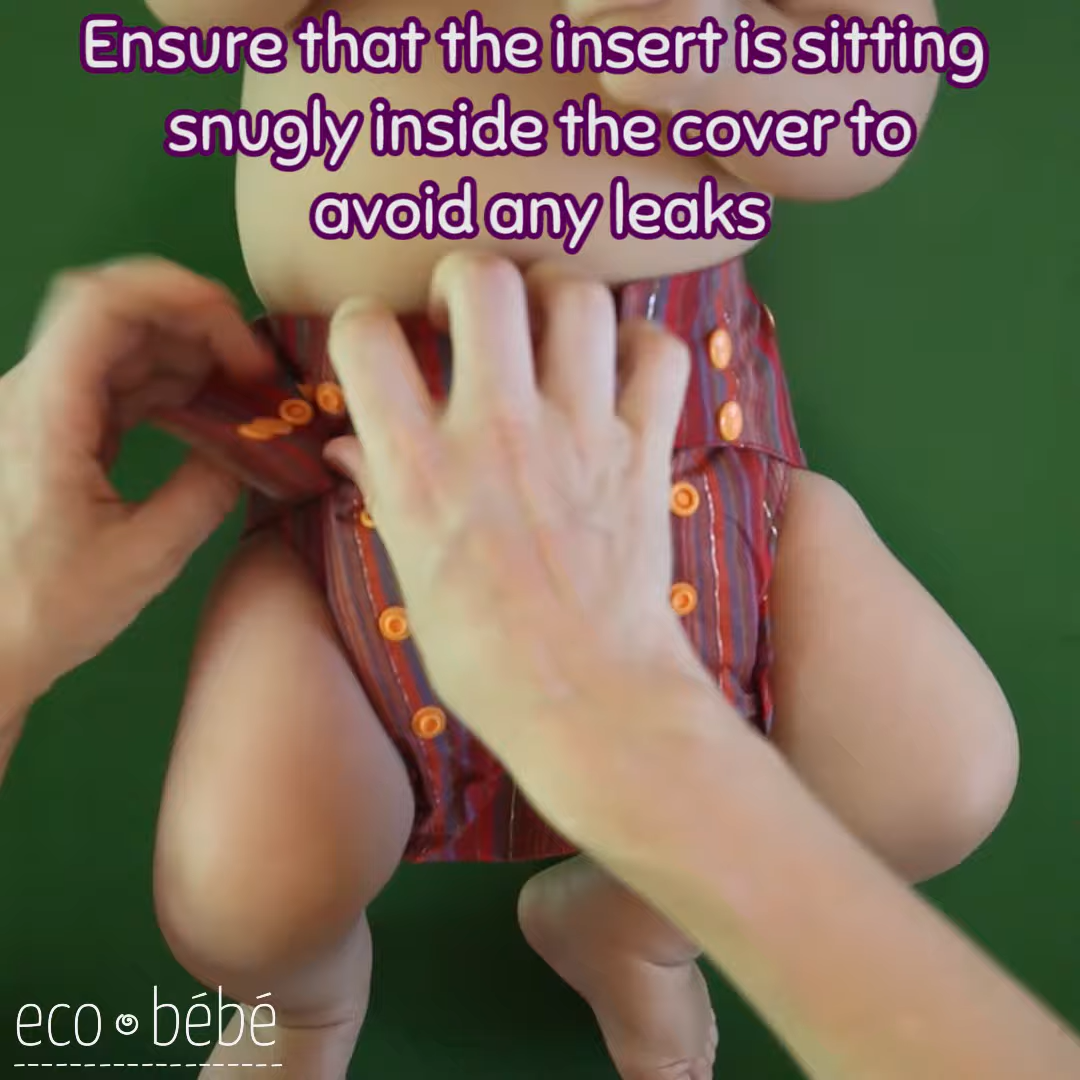 Ensure that the insert is sitting
snugly inside the cover to
avoid any leaks
eco bébé